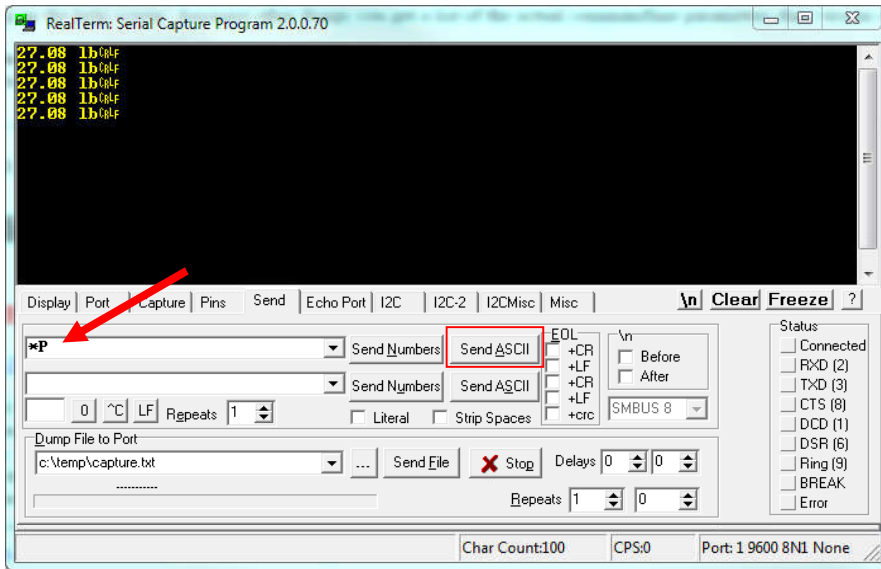 RealTerm: Serial Capture Program 2.0.0.70
27.08 lbCRLF
27.08 lbCRLF
27.08 lbCRLF
27.08 lbCRLF
27.08 lbCRLF
Display Port Capture Pins Send Echo Port I2C I2C-2 I2CMisc Misc \n Clear Freeze ?
*P Send Numbers Send ASCII
Send Numbers Send ASCII
0 ^C LF Repeats 1 Literal Strip Spaces
EOL
+CR
+LF
+CR
+LF
+crc
\n
Before
After
SMBUS 8
Dump File to Port
c:\temp\capture.txt ... Send File Stop Delays 0 0
-----------
Repeats 1 0
Status
Connected
RXD (2)
TXD (3)
CTS (8)
DCD (1)
DSR (6)
Ring (9)
BREAK
Error
Char Count:100 CPS:0 Port: 1 9600 8N1 None